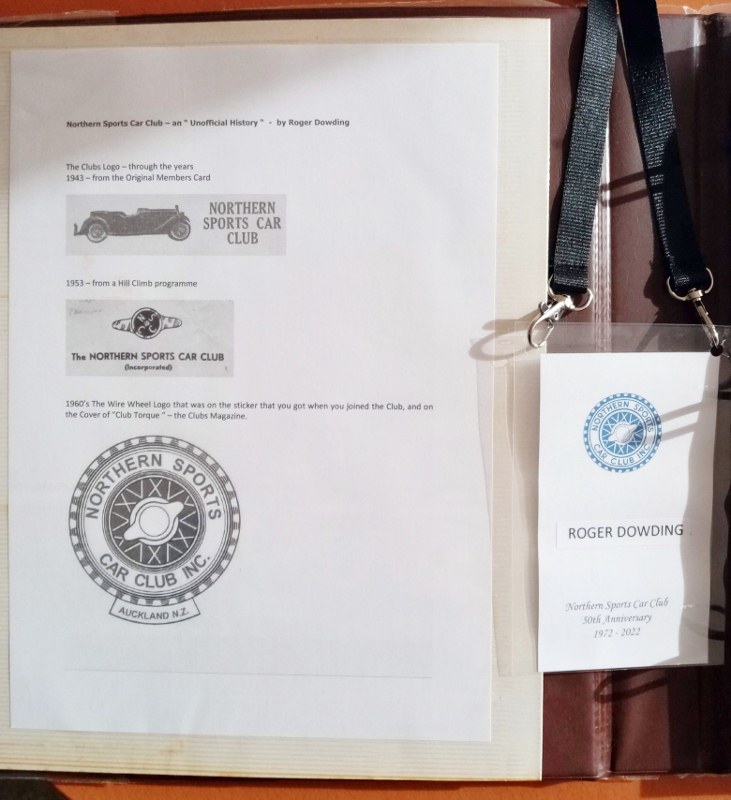 Northern Sports Car Club – an " Unofficial History " - by Roger Dowding
The Clubs Logo – through the years
1943 – from the Original Members Card
NORTHERN
SPORTS CAR
CLUB
1953 – from a Hill Climb programme
N S C C
The NORTHERN SPORTS CAR CLUB
(Incorporated)
1960's The Wire Wheel Logo that was on the sticker that you got when you joined the Club, and on
the Cover of "Club Torque " – the Clubs Magazine.
NORTHERN SPORTS
CAR CLUB INC.
AUCKLAND N.Z.
NORTHERN SPORTS
CAR CLUB INC.
ROGER DOWDING
Northern Sports Car Club
50th Anniversary
1972 - 2022